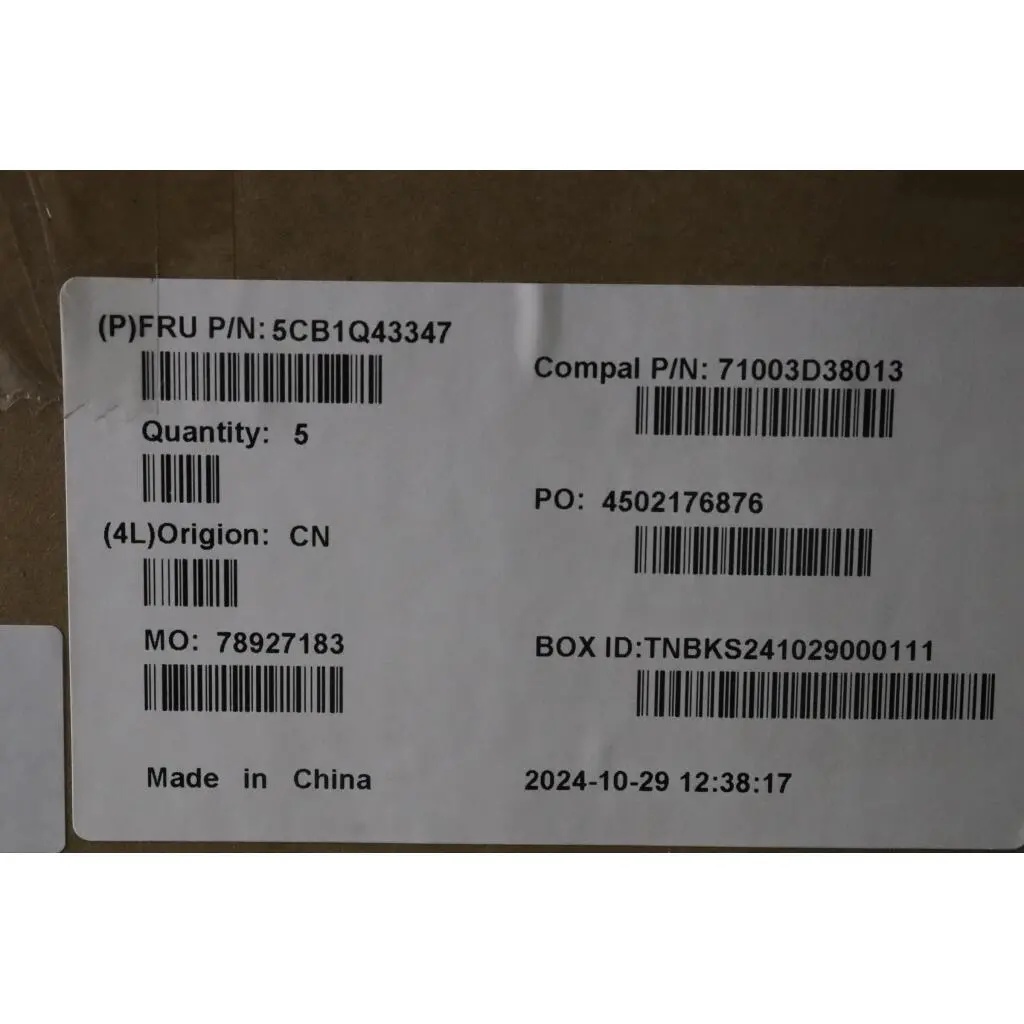 (P)FRU P/N: 5CB1Q43347
Compal P/N: 71003D38013
Quantity: 5
PO: 4502176876
(4L)Origion: CN
MO: 78927183
BOX ID:TNBKS241029000111
Made in China
2024-10-29 12:38:17